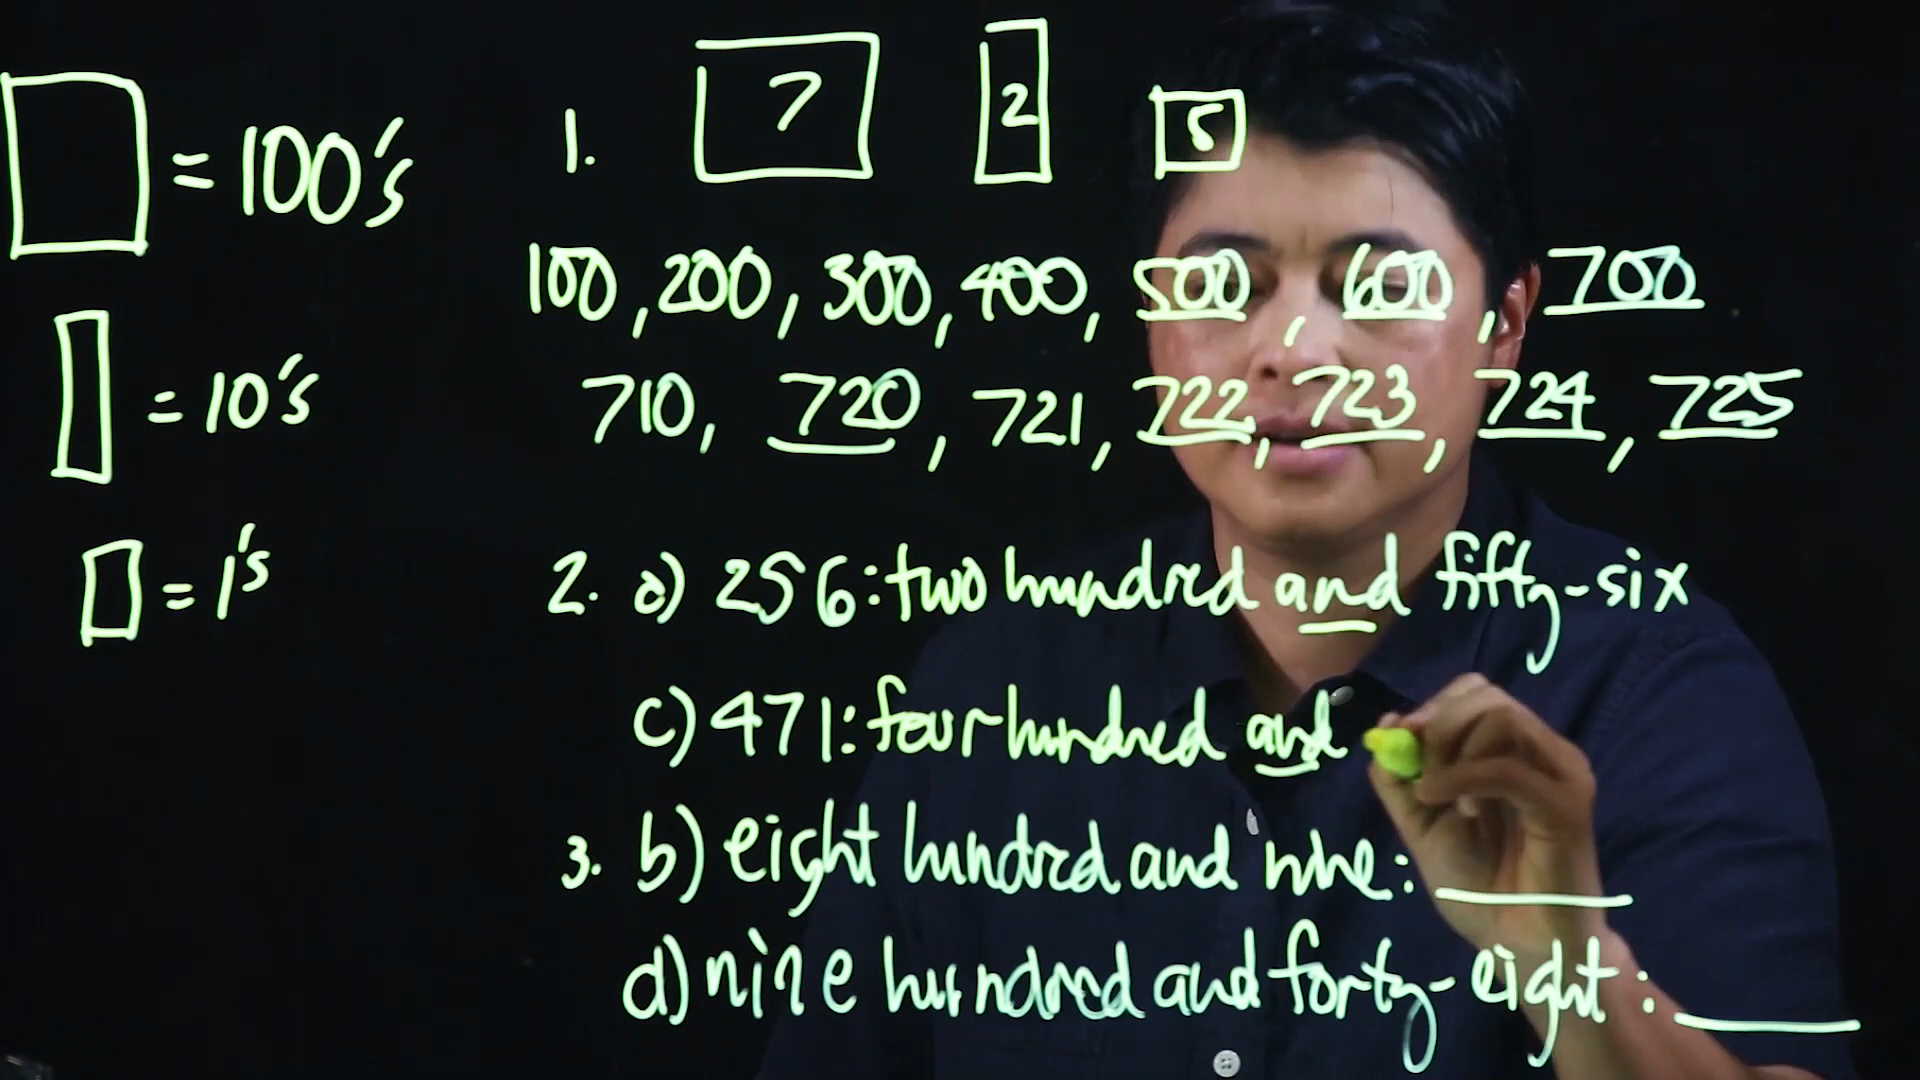 = 100's
= 10's
= 1's
1. 7 2 5
100, 200, 300, 400, 500, 600, 700
710, 720, 721, 722, 723, 724, 725
2. a) 256: two hundred and fifty-six
c) 471: four hundred and
3. b) eight hundred and nine: ____
d) nine hundred and forty-eight: ____